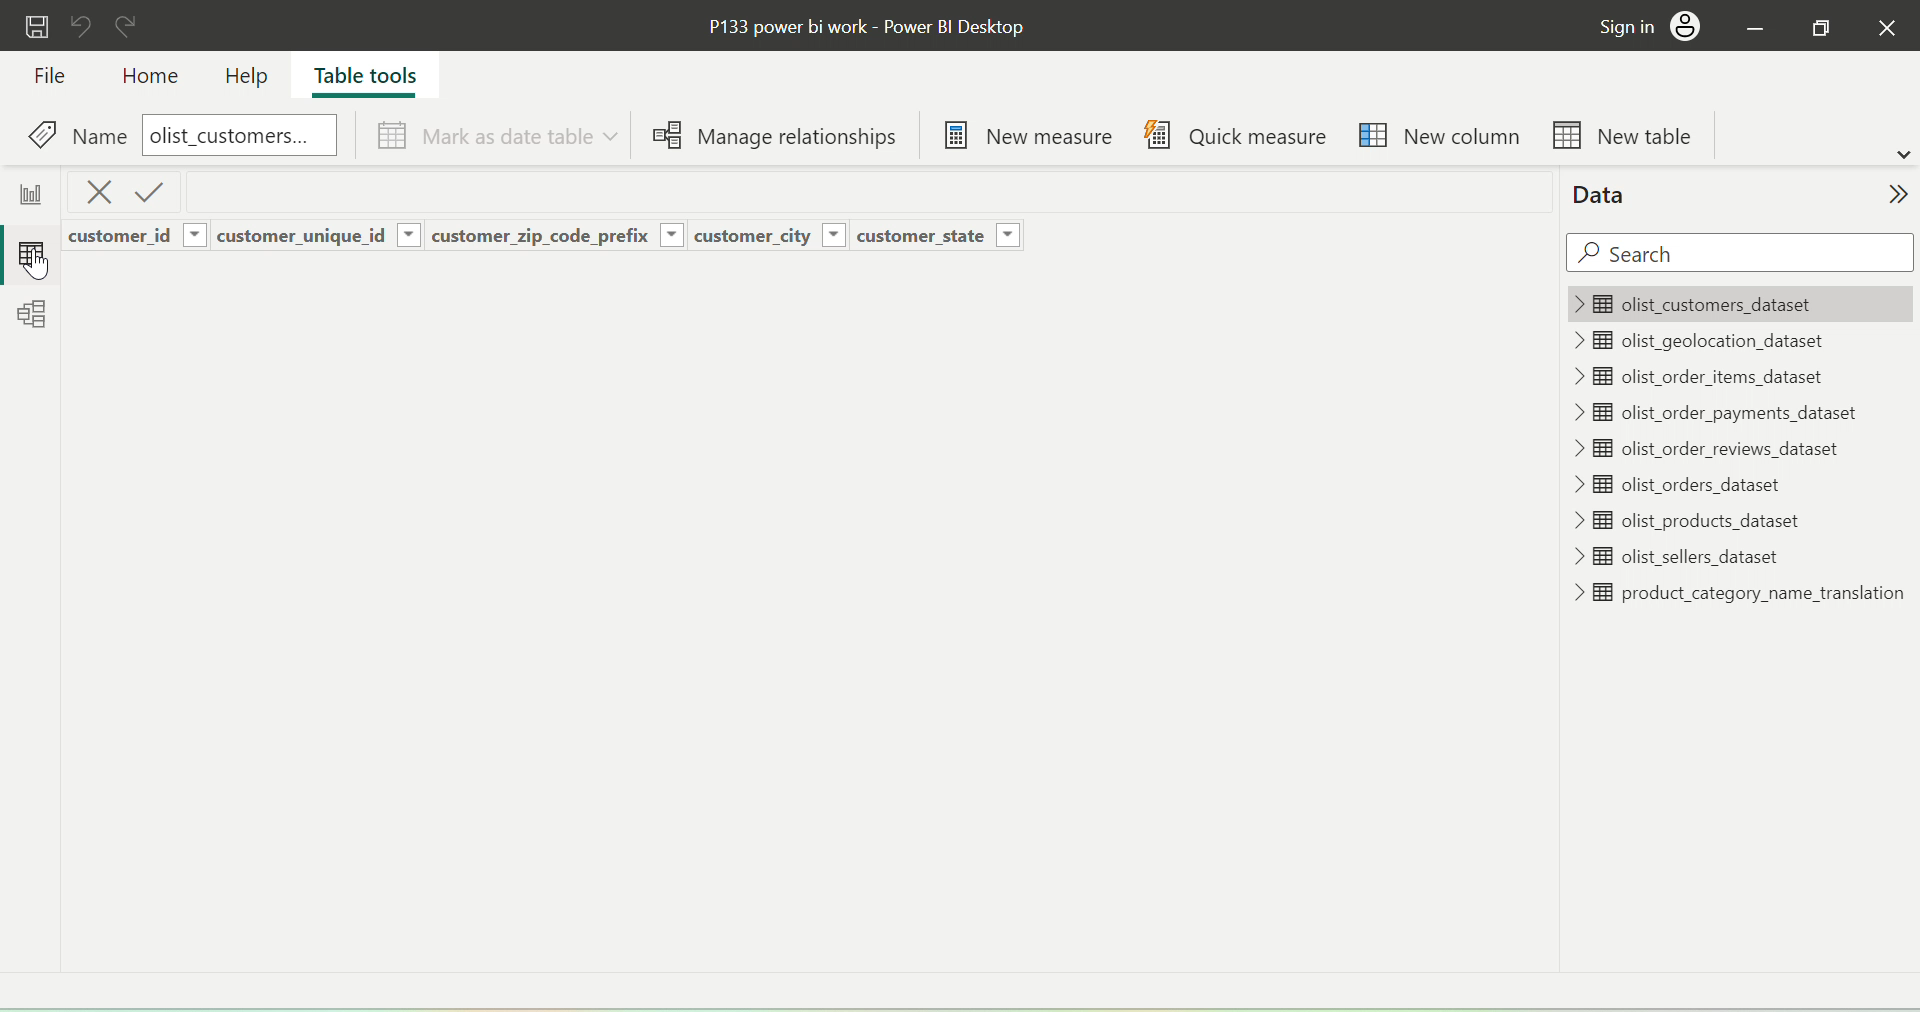 P133 power bi work - Power BI Desktop
Sign in
File Home Help Table tools
Name olist_customers... Mark as date table Manage relationships New measure Quick measure New column New table
Data
customer_id customer_unique_id customer_zip_code_prefix customer_city customer_state
Search
olist_customers_dataset
olist_geolocation_dataset
olist_order_items_dataset
olist_order_payments_dataset
olist_order_reviews_dataset
olist_orders_dataset
olist_products_dataset
olist_sellers_dataset
product_category_name_translation